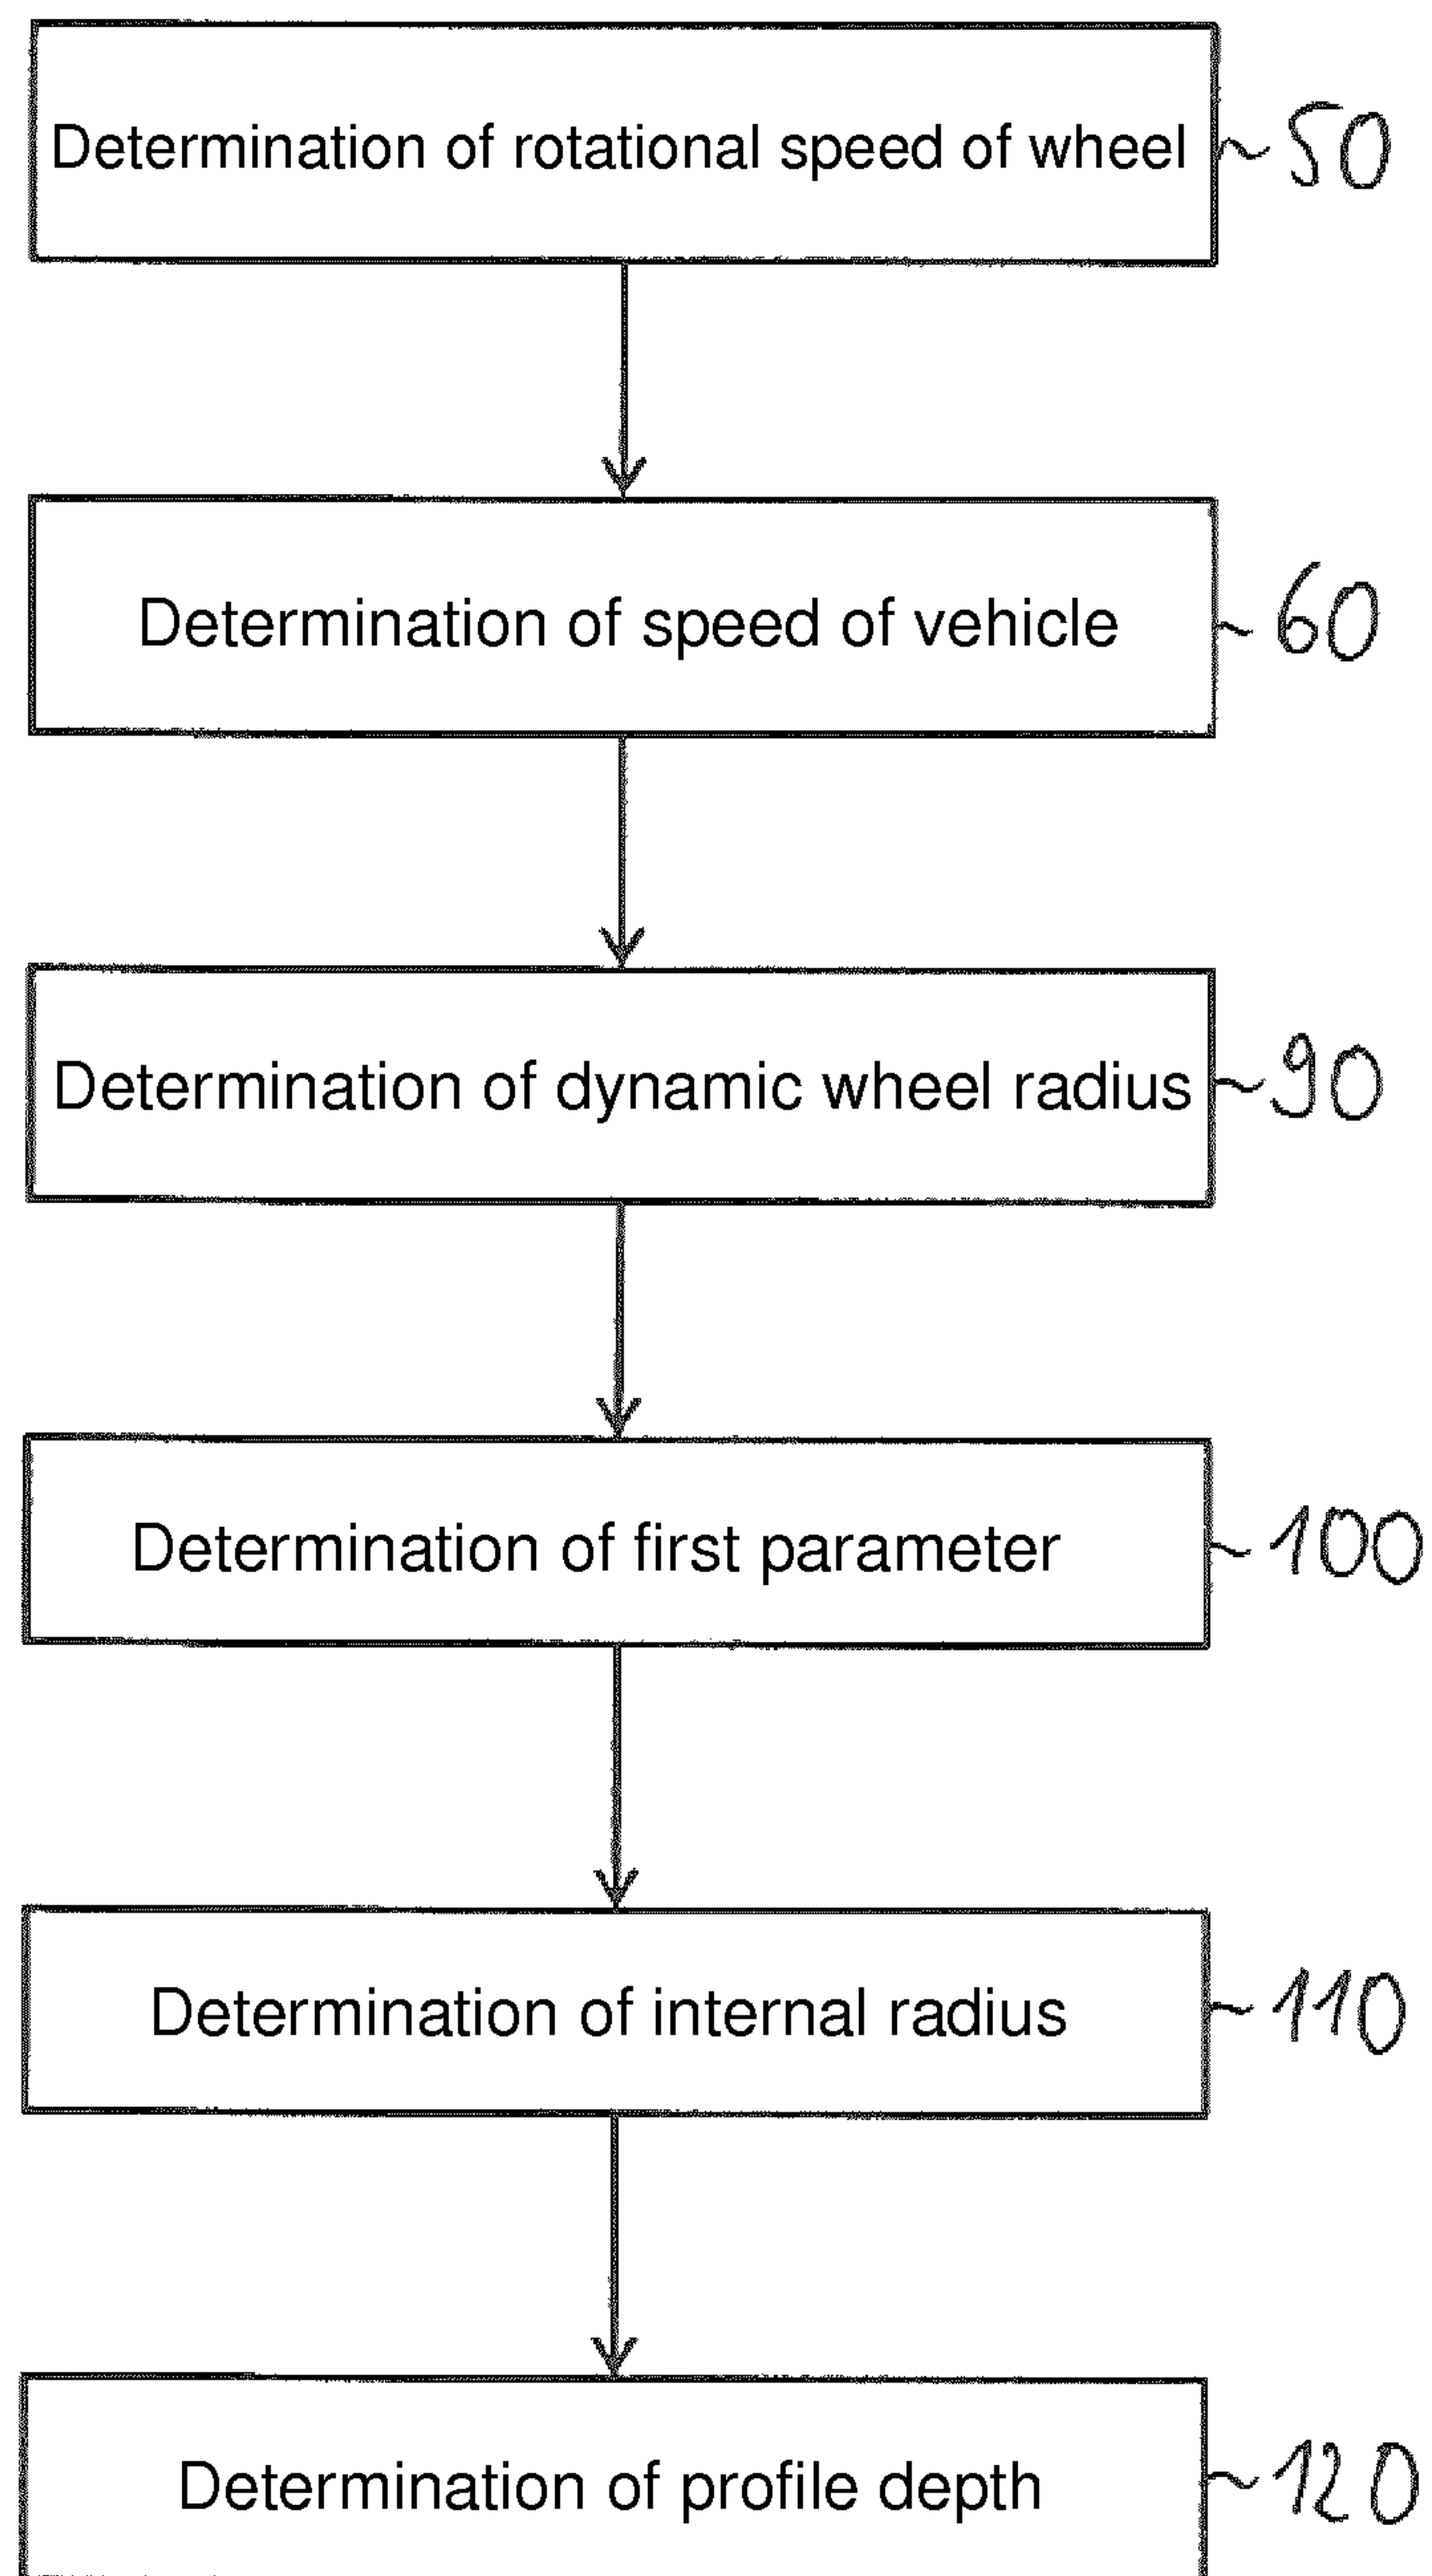 Determination of rotational speed of wheel 50
Determination of speed of vehicle 60
Determination of dynamic wheel radius 90
Determination of first parameter 100
Determination of internal radius 110
Determination of profile depth 120